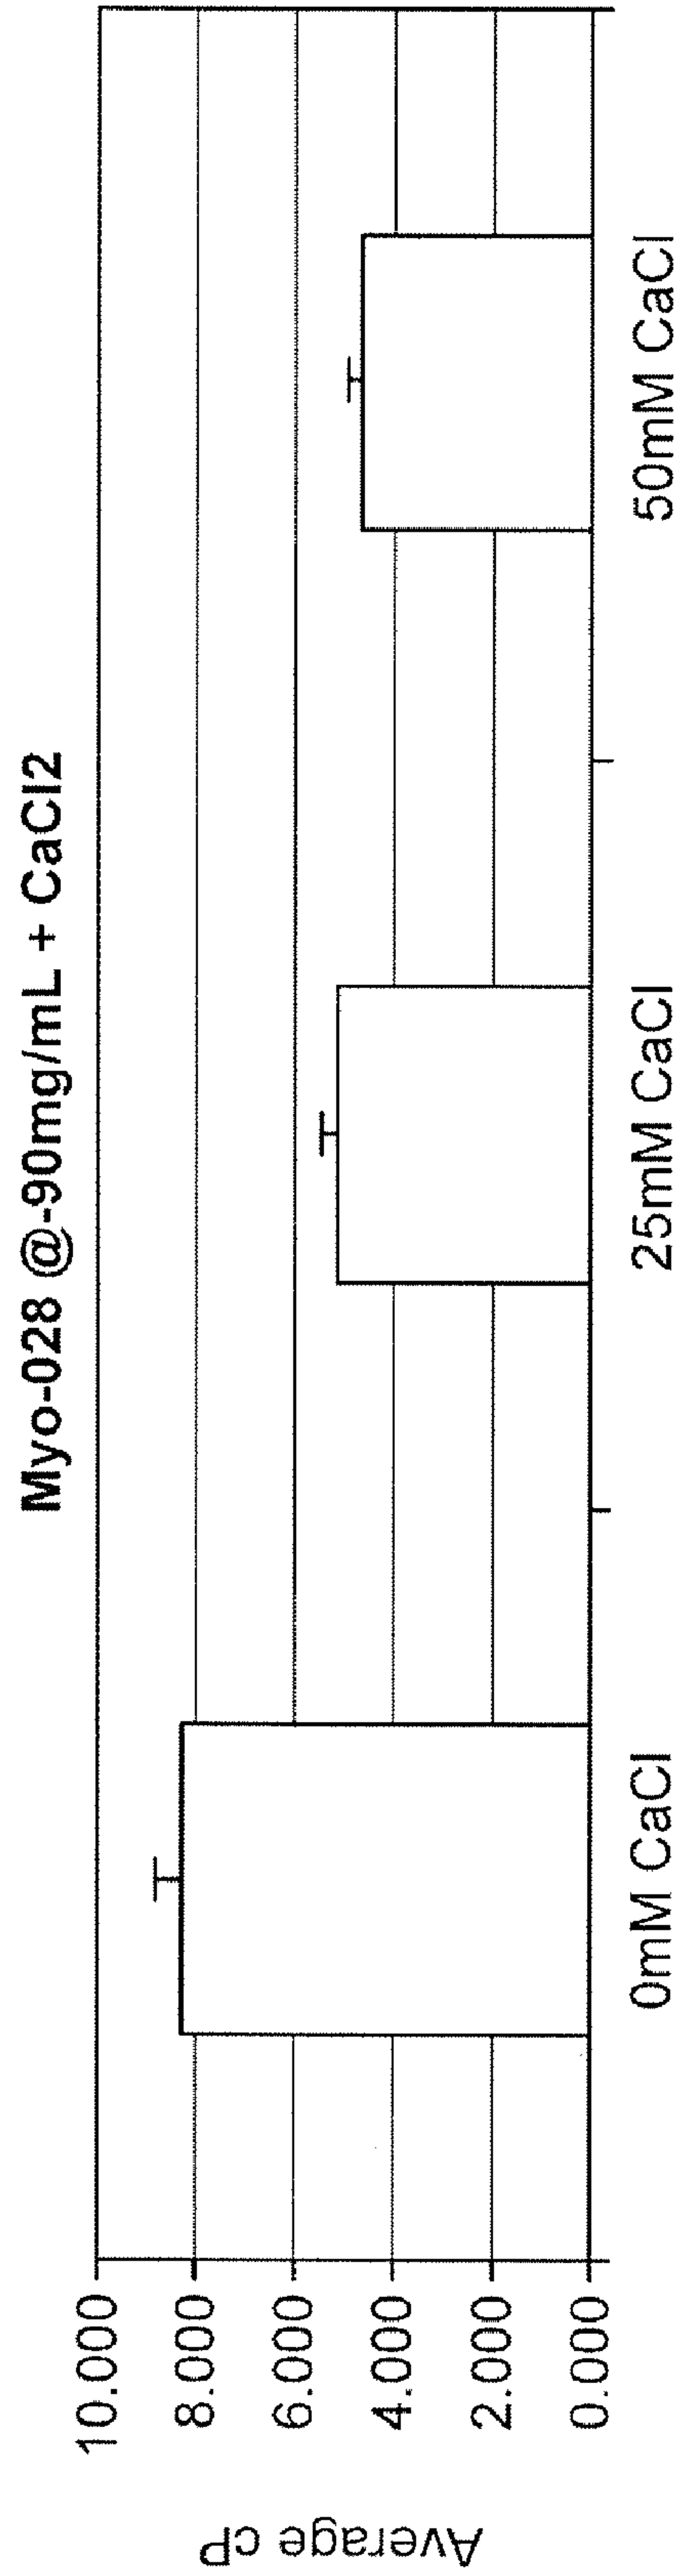 Myo-028 @-90mg/mL + CaCl2
Average cP
10.000
8.000
6.000
4.000
2.000
0.000
0mM CaCl
25mM CaCl
50mM CaCl